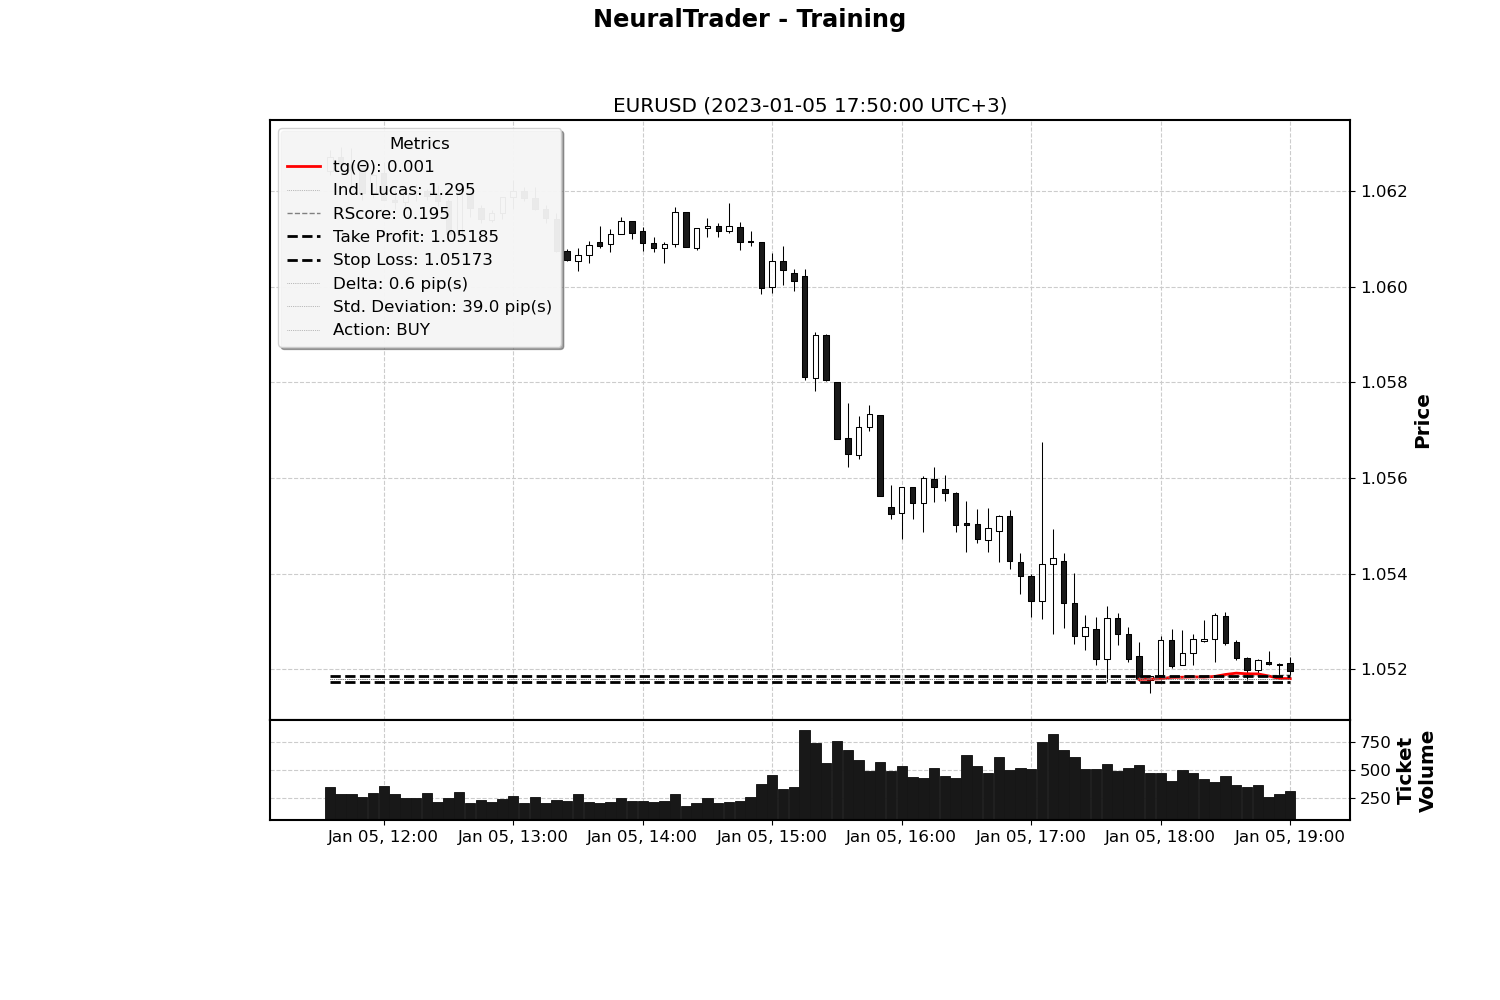 NeuralTrader - Training
EURUSD (2023-01-05 17:50:00 UTC+3)
Metrics
tg(Θ): 0.001
Ind. Lucas: 1.295
RScore: 0.195
Take Profit: 1.05185
Stop Loss: 1.05173
Delta: 0.6 pip(s)
Std. Deviation: 39.0 pip(s)
Action: BUY
1.062
1.060
1.058
1.056
1.054
1.052
Price
750
500
250
Ticket
Volume
Jan 05, 12:00
Jan 05, 13:00
Jan 05, 14:00
Jan 05, 15:00
Jan 05, 16:00
Jan 05, 17:00
Jan 05, 18:00
Jan 05, 19:00